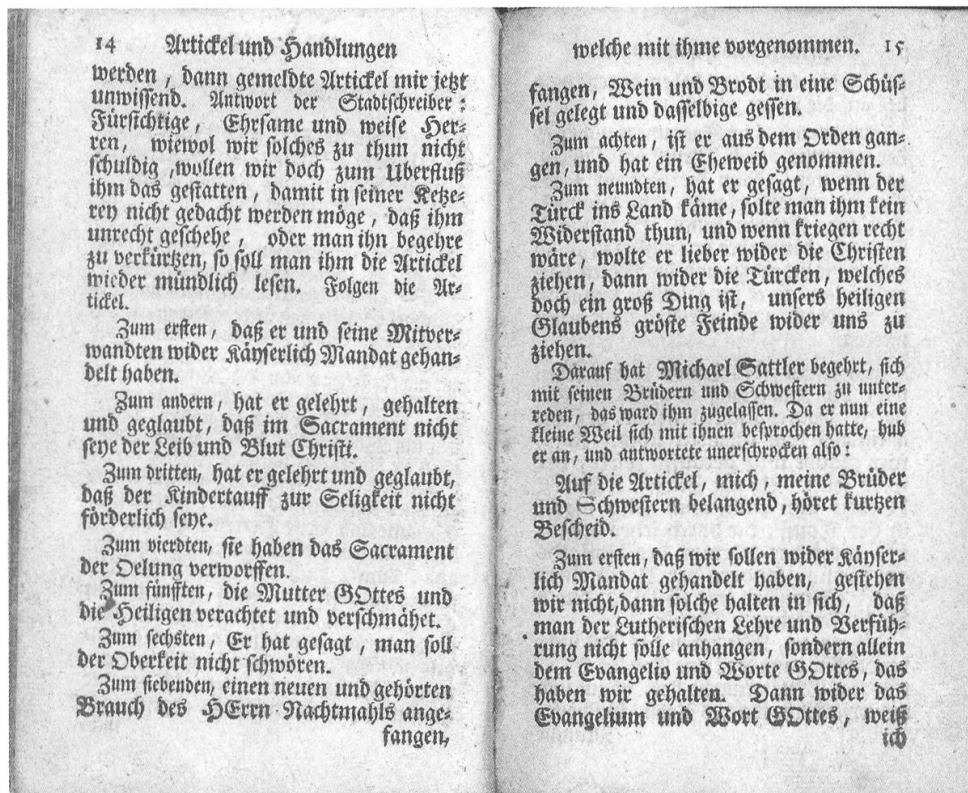 14 Artickel und Handlungen
werden, dann gemeldte Artickel mir jetzt
unwissend. Antwort der Stadtschreiber:
Fürsichtige, Ehrsame und weise Her-
ren, wiewol wir solches zu thun nicht
schuldig, wollen wir doch zum Uberfluß
ihm das gestatten, damit in seiner Ketze-
rey nicht gedacht werden möge, daß ihm
unrecht geschehe, oder man ihn begehre
zu verkürtzen, so soll man ihm die Artickel
wieder mündlich lesen. Folgen die Ar-
tickel.
Zum ersten, daß er und seine Mitver-
wandten wider Käyserlich Mandat gehan-
delt haben.
Zum andern, hat er gelehrt, gehalten
und geglaubt, daß im Sacrament nicht
seye der Leib und Blut Christi.
Zum dritten, hat er gelehrt und geglaubt,
daß der Kindertauff zur Seligkeit nicht
förderlich seye.
Zum vierdten, sie haben das Sacrament
der Oelung verworffen.
Zum fünfften, die Mutter GOttes und
die Heiligen verachtet und verschmähet.
Zum sechsten, Er hat gesagt, man soll
der Oberkeit nicht schwören.
Zum siebenden, einen neuen und gehörten
Brauch des HErrn Nachtmahls ange-
fangen,
welche mit ihme vorgenommen. 15
fangen, Wein und Brodt in eine Schüs-
sel gelegt und dasselbige gessen.
Zum achten, ist er aus dem Orden gan-
gen, und hat ein Eheweib genommen.
Zum neundten, hat er gesagt, wenn der
Türck ins Land käme, solte man ihm kein
Widerstand thun, und wenn kriegen recht
wäre, wolte er lieber wider die Christen
ziehen, dann wider die Türcken, welches
doch ein groß Ding ist, unsers heiligen
Glaubens gröste Feinde wider uns zu
ziehen.
Darauf hat Michael Sattler begehrt, sich
mit seinen Brüdern und Schwestern zu unter-
reden, das ward ihm zugelassen. Da er nun eine
kleine Weil sich mit ihnen besprochen hatte, hub
er an, und antwortete unerschrocken also:
Auf die Artickel, mich, meine Brüder
und Schwestern belangend, höret kurtzen
Bescheid.
Zum ersten, daß wir sollen wider Käyser-
lich Mandat gehandelt haben, gestehen
wir nicht, dann solche halten in sich, daß
man der Lutherischen Lehre und Verfüh-
rung nicht solle anhangen, sondern allein
dem Evangelio und Worte GOttes, das
haben wir gehalten. Dann wider das
Evangelium und Wort GOttes, weiß
ich